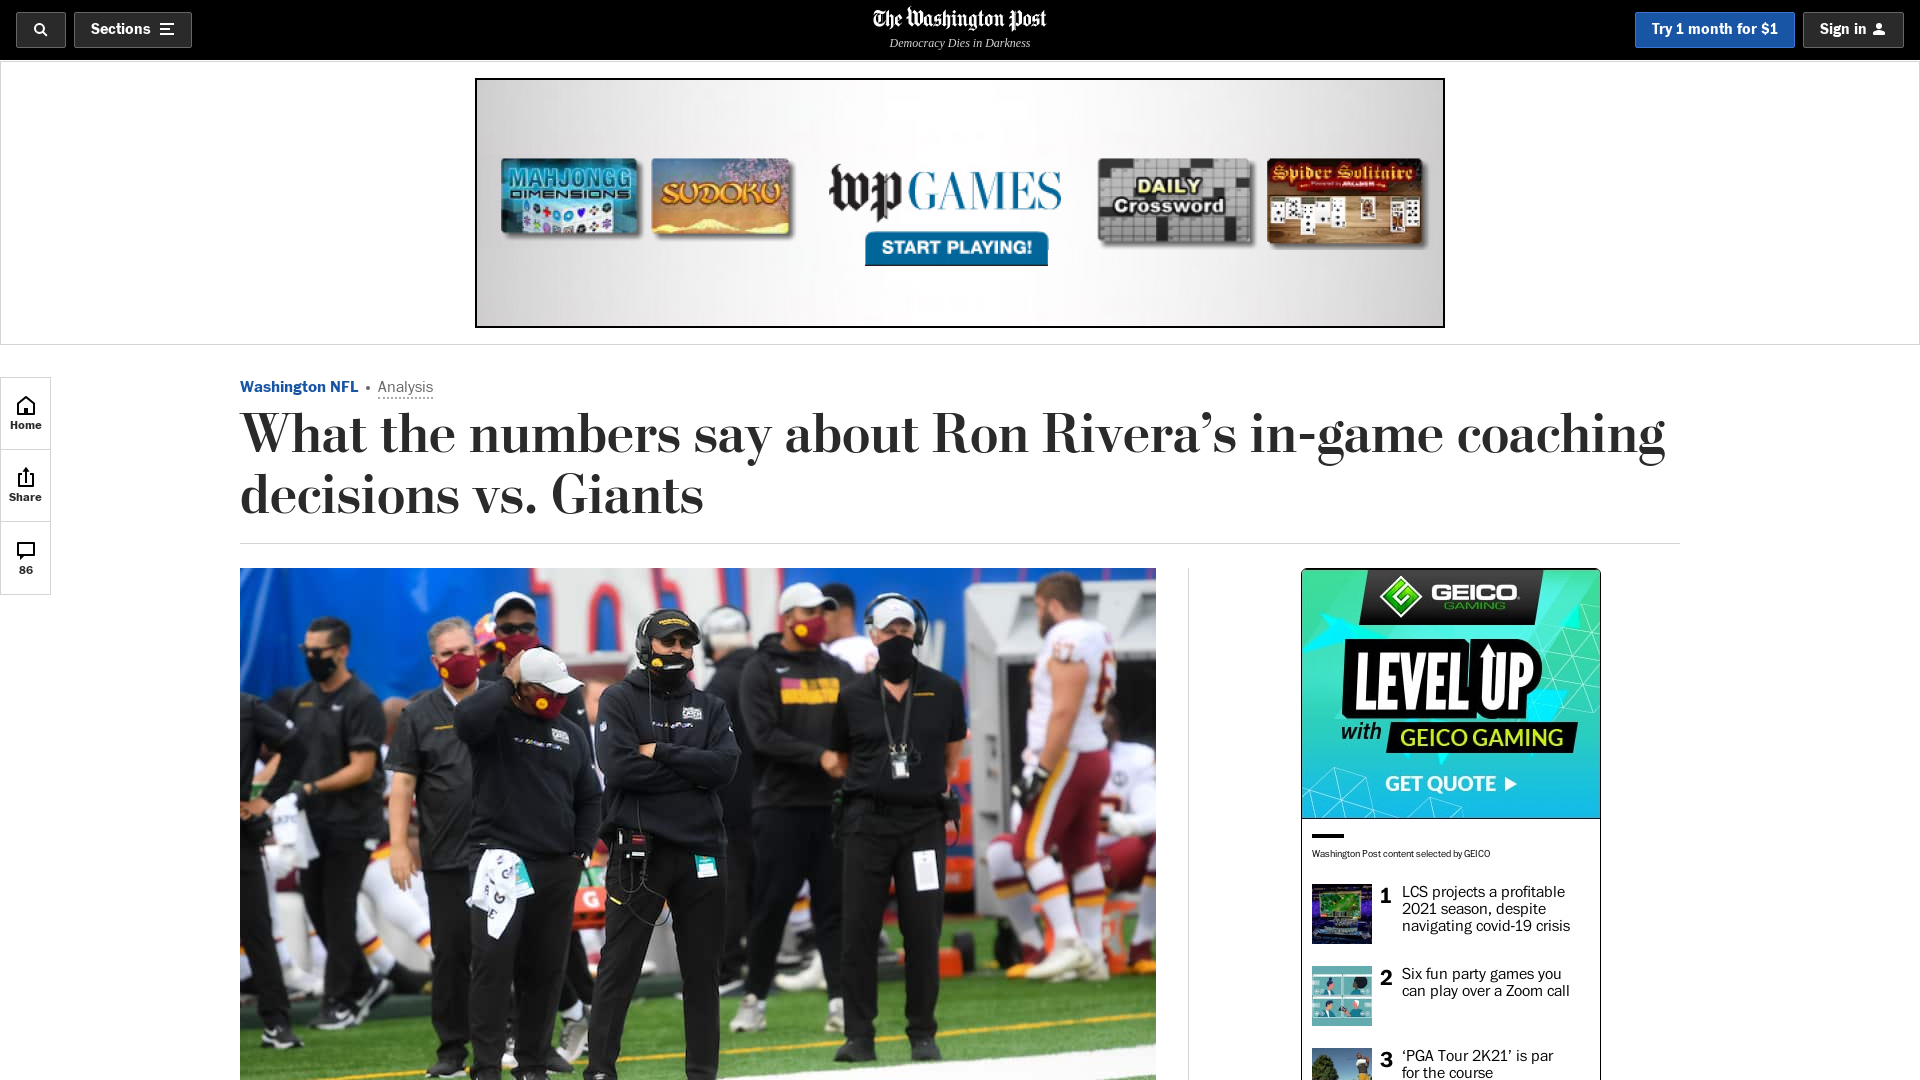 Sections
The Washington Post
Democracy Dies in Darkness
Try 1 month for $1
Sign in
MAHJONGG
DIMENSIONS
SUDOKU
wp GAMES
START PLAYING!
DAILY
Crossword
Spider Solitaire
Washington NFL • Analysis
What the numbers say about Ron Rivera’s in-game coaching
decisions vs. Giants
Home
Share
86
GEICO
GAMING
LEVEL UP
with GEICO GAMING
GET QUOTE
Washington Post content selected by GEICO
1 LCS projects a profitable
2021 season, despite
navigating covid-19 crisis
2 Six fun party games you
can play over a Zoom call
3 ‘PGA Tour 2K21’ is par
for the course